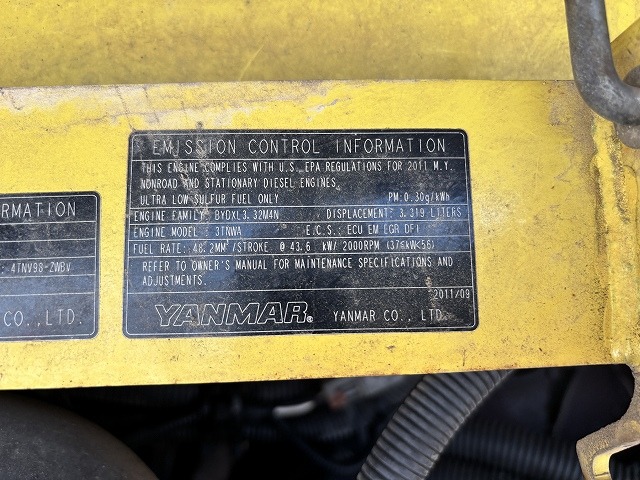 EMISSION CONTROL INFORMATION
THIS ENGINE COMPLIES WITH U.S. EPA REGULATIONS FOR 2011 M.Y.
NONROAD AND STATIONARY DIESEL ENGINES.
ULTRA LOW SULFUR FUEL ONLY PM:0.30g/kWh
ENGINE FAMILY: BYDXL3.32M4N DISPLACEMENT: 3.319 LITERS
ENGINE MODEL: 3TNWA E.C.S.: ECU EM EGR DFI
FUEL RATE: 48.2MM³/STROKE @ 43.6 kW/ 2000RPM (37≤kW<56)
REFER TO OWNER'S MANUAL FOR MAINTENANCE SPECIFICATIONS AND
ADJUSTMENTS.
2011/09
YANMAR® YANMAR CO., LTD.
RMATION
: 4TNV98-ZWBV
CO.,LTD.